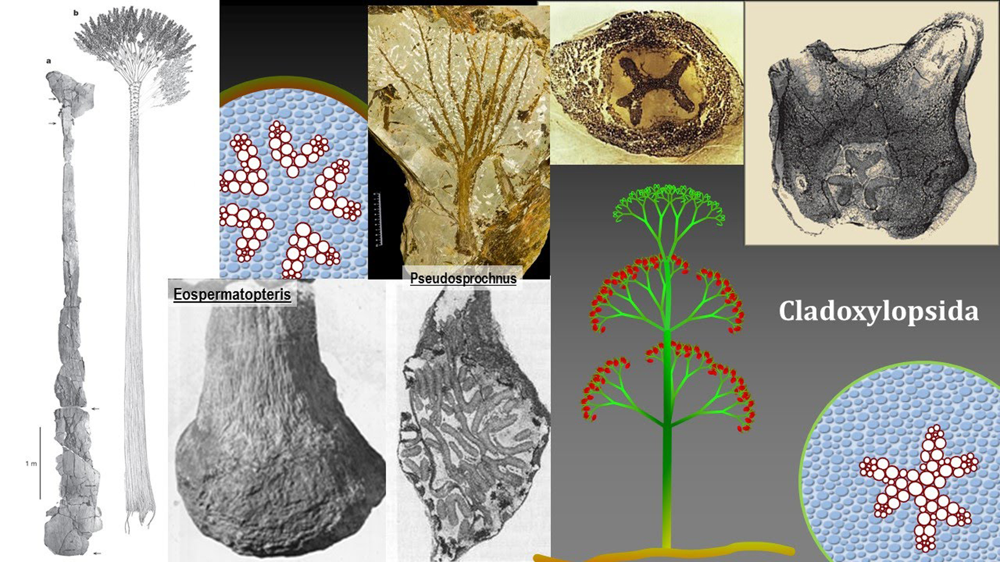 b
a
Pseudosprochnus
Eospermatopteris
Cladoxylopsida
1 m